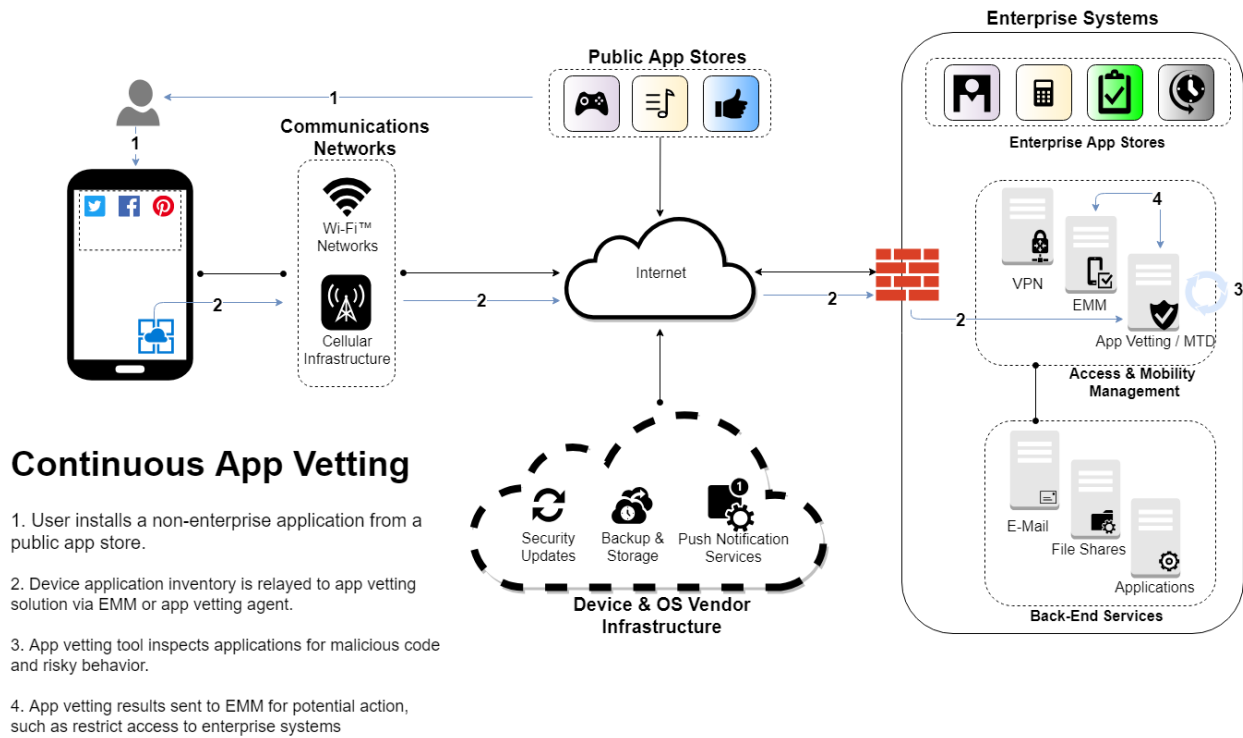 Enterprise Systems
Public App Stores
1
Communications
Networks
Enterprise App Stores
1
4
Wi-Fi™
Networks
Internet
VPN
EMM
3
2
2
2
2
Cellular
Infrastructure
App Vetting / MTD
Access & Mobility
Management
Continuous App Vetting
1. User installs a non-enterprise application from a
public app store.
2. Device application inventory is relayed to app vetting
solution via EMM or app vetting agent.
3. App vetting tool inspects applications for malicious code
and risky behavior.
4. App vetting results sent to EMM for potential action,
such as restrict access to enterprise systems
1
Security
Updates
Backup &
Storage
Push Notification
Services
Device & OS Vendor
Infrastructure
E-Mail
File Shares
Applications
Back-End Services